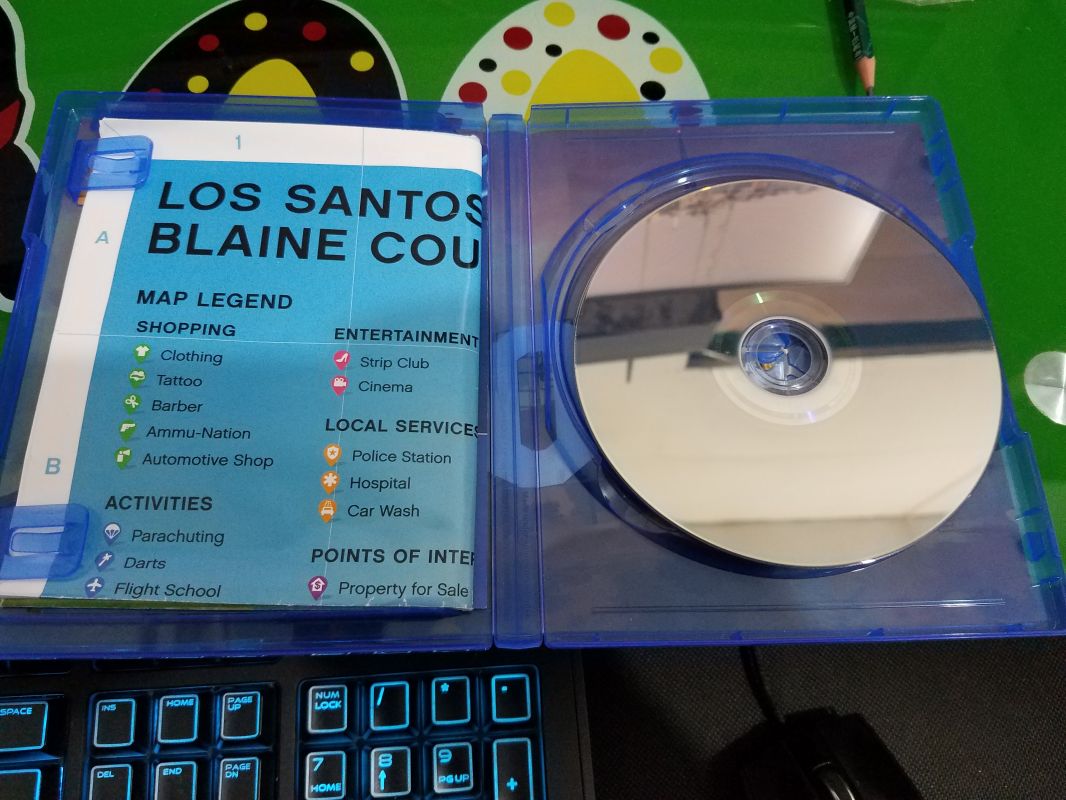 1
LOS SANTOS
BLAINE COU
A
MAP LEGEND
SHOPPING
Clothing
Tattoo
Barber
Ammu-Nation
Automotive Shop
B
ACTIVITIES
Parachuting
Darts
Flight School
ENTERTAINMENT
Strip Club
Cinema
LOCAL SERVICES
Police Station
Hospital
Car Wash
POINTS OF INTE
Property for Sale
SPACE
INS
HOME
PAGE
UP
NUM
LOCK
/
*
-
DEL
END
PAGE
DN
7
HOME
8
9
PG UP
+